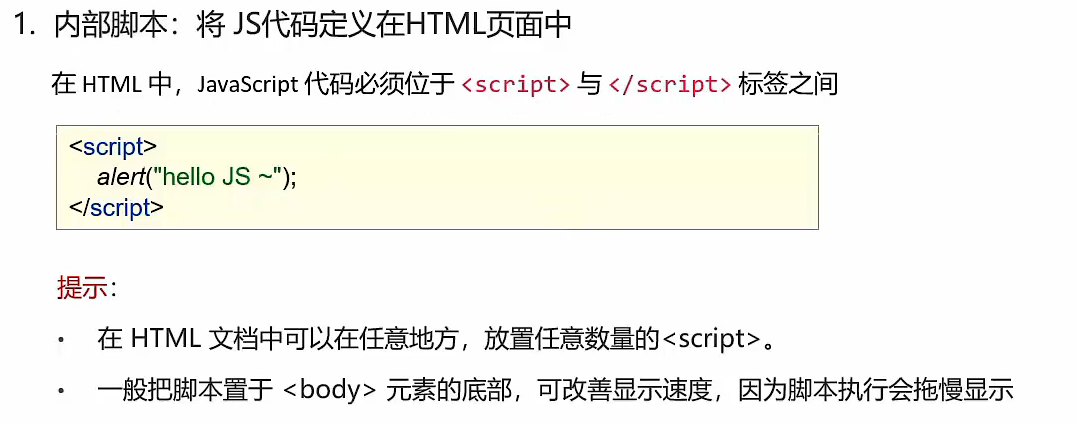 1. 内部脚本：将 JS代码定义在HTML页面中
在 HTML 中，JavaScript 代码必须位于 <script> 与 </script> 标签之间
<script>
alert("hello JS ~");
</script>
提示：
• 在 HTML 文档中可以在任意地方，放置任意数量的<script>。
• 一般把脚本置于 <body> 元素的底部，可改善显示速度，因为脚本执行会拖慢显示